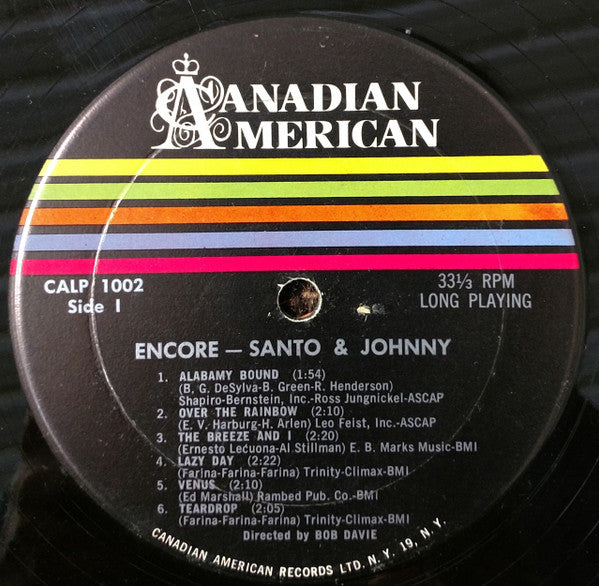 CANADIAN
AMERICAN
CALP 1002
Side 1
33⅓ RPM
LONG PLAYING
ENCORE — SANTO & JOHNNY
1. ALABAMY BOUND (1:54)
(B. G. DeSylva-B. Green-R. Henderson)
Shapiro-Bernstein, Inc.-Ross Jungnickel-ASCAP
2. OVER THE RAINBOW (2:10)
(E. V. Harburg-H. Arlen) Leo Feist, Inc.-ASCAP
3. THE BREEZE AND I (2:20)
(Ernesto Lecuona-Al Stillman) E. B. Marks Music-BMI
4. LAZY DAY (2:22)
(Farina-Farina-Farina) Trinity-Climax-BMI
5. VENUS (2:10)
(Ed Marshall) Rambed Pub. Co.-BMI
6. TEARDROP (2:05)
(Farina-Farina-Farina) Trinity-Climax-BMI
Directed by BOB DAVIE
CANADIAN AMERICAN RECORDS LTD. N. Y. 19, N. Y.